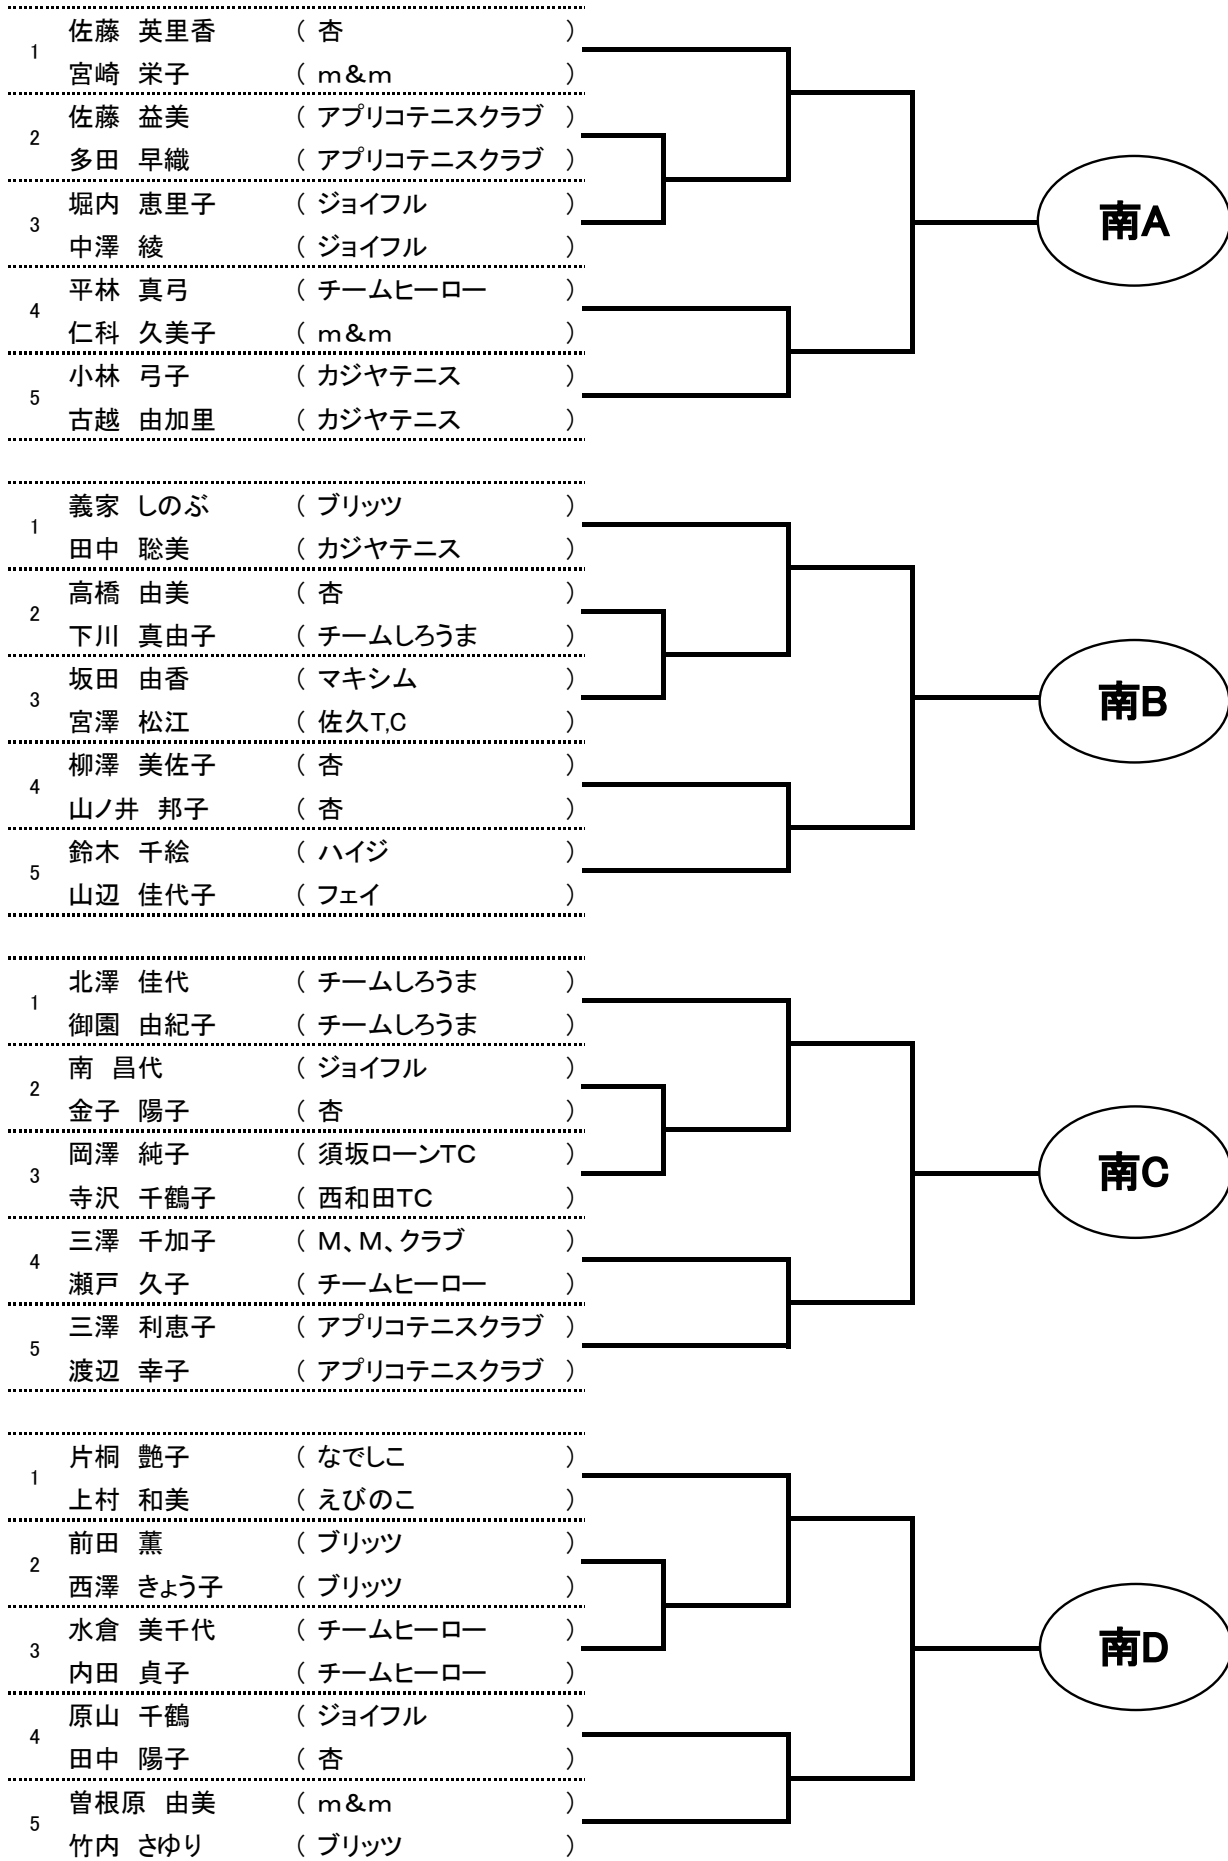 佐藤　英里香 （ 杏 ）
1
宮崎　栄子 （ ｍ＆ｍ ）
佐藤　益美 （ アプリコテニスクラブ ）
2
多田　早織 （ アプリコテニスクラブ ）
堀内　恵里子 （ ジョイフル ）
3
中澤　綾 （ ジョイフル ）
平林　真弓 （ チームヒーロー ）
4
仁科　久美子 （ ｍ＆ｍ ）
小林　弓子 （ カジヤテニス ）
5
古越　由加里 （ カジヤテニス ）
南A
義家　しのぶ （ ブリッツ ）
1
田中　聡美 （ カジヤテニス ）
高橋　由美 （ 杏 ）
2
下川　真由子 （ チームしろうま ）
坂田　由香 （ マキシム ）
3
宮澤　松江 （ 佐久T,C ）
柳澤　美佐子 （ 杏 ）
4
山ノ井　邦子 （ 杏 ）
鈴木　千絵 （ ハイジ ）
5
山辺　佳代子 （ フェイ ）
南B
北澤　佳代 （ チームしろうま ）
1
御園　由紀子 （ チームしろうま ）
南　昌代 （ ジョイフル ）
2
金子　陽子 （ 杏 ）
岡澤　純子 （ 須坂ローンTC ）
3
寺沢　千鶴子 （ 西和田TC ）
三澤　千加子 （ M、M、クラブ ）
4
瀬戸　久子 （ チームヒーロー ）
三澤　利恵子 （ アプリコテニスクラブ ）
5
渡辺　幸子 （ アプリコテニスクラブ ）
南C
片桐　艶子 （ なでしこ ）
1
上村　和美 （ えびのこ ）
前田　薫 （ ブリッツ ）
2
西澤　きょう子 （ ブリッツ ）
水倉　美千代 （ チームヒーロー ）
3
内田　貞子 （ チームヒーロー ）
原山　千鶴 （ ジョイフル ）
4
田中　陽子 （ 杏 ）
曽根原　由美 （ ｍ＆ｍ ）
5
竹内　さゆり （ ブリッツ ）
南D